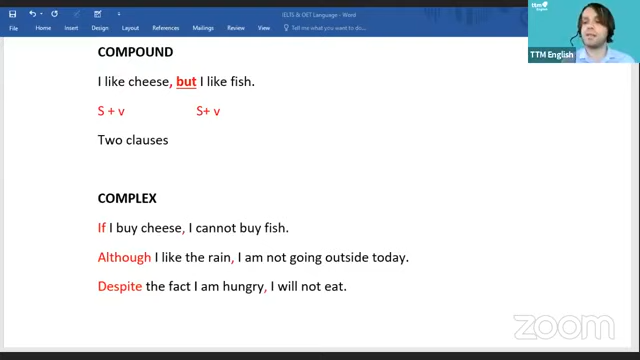 IELTS & OET Language - Word
File Home Insert Design Layout References Mailings Review View Tell me what you want to do...
ttm
English
TTM English
COMPOUND
I like cheese, but I like fish.
S + v S+ v
Two clauses
COMPLEX
If I buy cheese, I cannot buy fish.
Although I like the rain, I am not going outside today.
Despite the fact I am hungry, I will not eat.
zoom